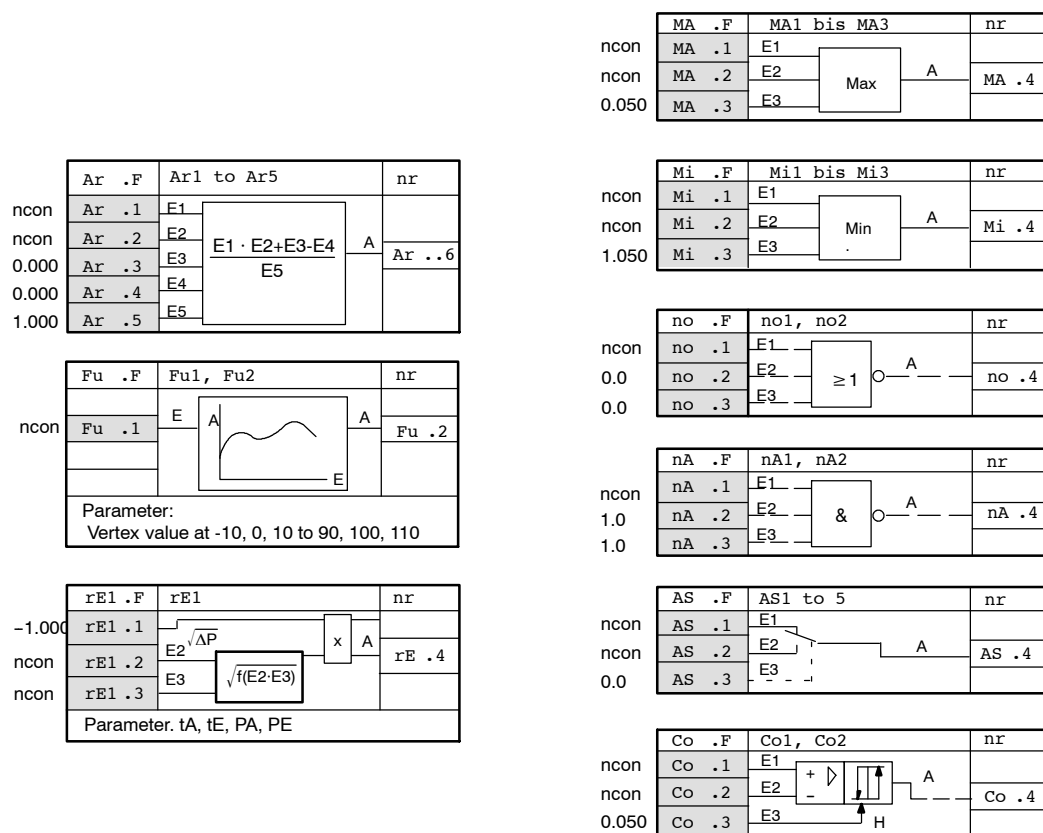 MA .F MA1 bis MA3 nr
ncon MA .1 E1
ncon MA .2 E2 Max A MA .4
0.050 MA .3 E3
Ar .F Ar1 to Ar5 nr
ncon Ar .1 E1
ncon Ar .2 E2
0.000 Ar .3 E3 E1 · E2+E3-E4 A Ar ..6
E5
0.000 Ar .4 E4
1.000 Ar .5 E5
Mi .F Mi1 bis Mi3 nr
ncon Mi .1 E1
ncon Mi .2 E2 Min A Mi .4
.
1.050 Mi .3 E3
Fu .F Fu1, Fu2 nr
ncon Fu .1 E A E A Fu .2
Parameter:
Vertex value at -10, 0, 10 to 90, 100, 110
no .F no1, no2 nr
ncon no .1 E1
0.0 no .2 E2 ≥1 A no .4
0.0 no .3 E3
nA .F nA1, nA2 nr
ncon nA .1 E1
1.0 nA .2 E2 & A nA .4
1.0 nA .3 E3
rE1 .F rE1 nr
-1.000 rE1 .1
ncon rE1 .2 E2 √ΔP x A rE .4
ncon rE1 .3 E3 √f(E2·E3)
Parameter. tA, tE, PA, PE
AS .F AS1 to 5 nr
ncon AS .1 E1
ncon AS .2 E2 A AS .4
0.0 AS .3 E3
Co .F Co1, Co2 nr
ncon Co .1 E1 +
ncon Co .2 E2 − A Co .4
0.050 Co .3 E3 H